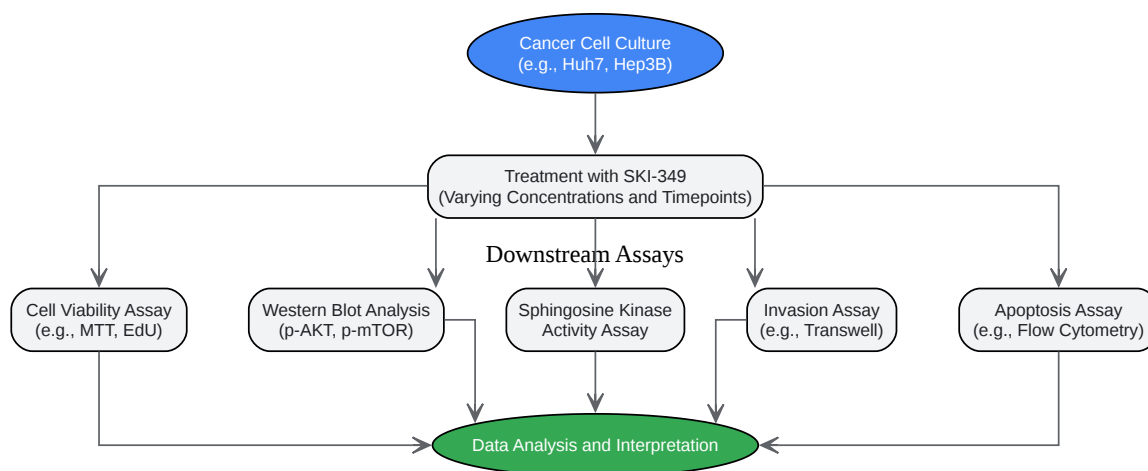 Cancer Cell Culture
(e.g., Huh7, Hep3B)
Treatment with SKI-349
(Varying Concentrations and Timepoints)
Downstream Assays
Cell Viability Assay
(e.g., MTT, EdU)
Western Blot Analysis
(p-AKT, p-mTOR)
Sphingosine Kinase
Activity Assay
Invasion Assay
(e.g., Transwell)
Apoptosis Assay
(e.g., Flow Cytometry)
Data Analysis and Interpretation